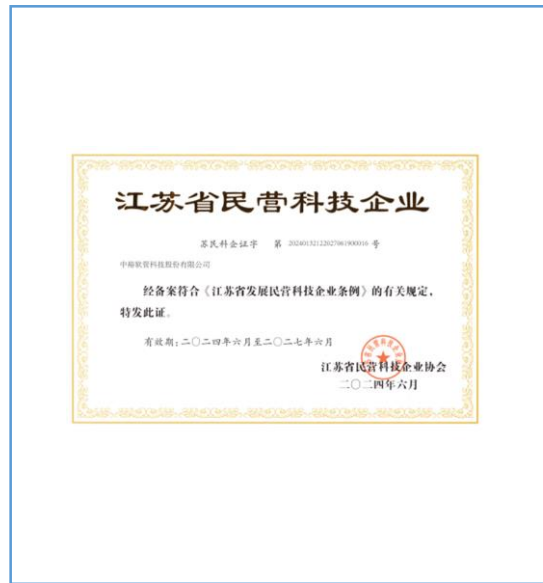 江苏省民营科技企业
苏民科企证字 第 2024015212202706190001 号
中裕软管科技股份有限公司
经备案符合《江苏省发展民营科技企业条例》的有关规定，
特发此证。
有效期：二〇二四年六月至二〇二七年六月
江苏省民营科技企业协会
二〇二四年六月